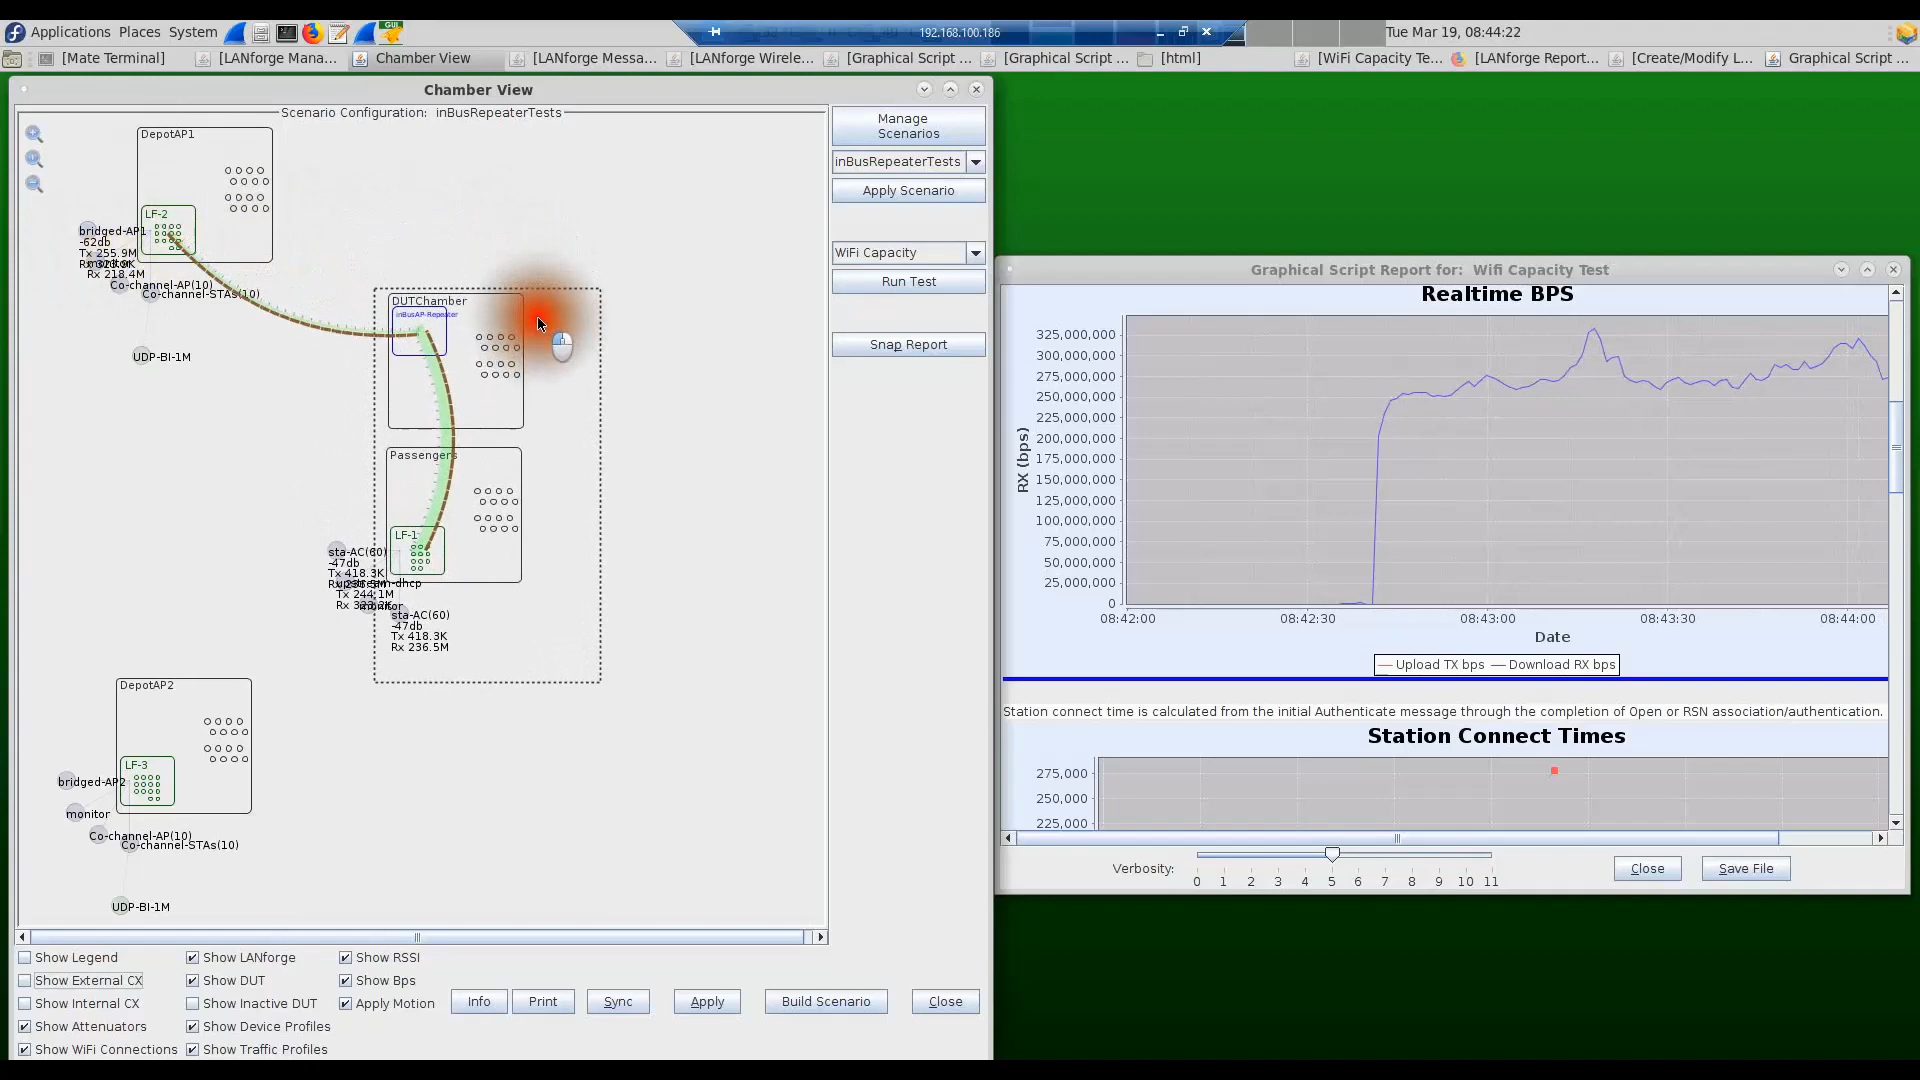 Applications Places System
GUI
192.168.100.186
Tue Mar 19, 08:44:22
[Mate Terminal]
[LANforge Mana...
Chamber View
[LANforge Messa...
[LANforge Wirele...
[Graphical Script ...
[Graphical Script ...
[html]
[WiFi Capacity Te...
[LANforge Report...
[Create/Modify L...
Graphical Script ...
Chamber View
Scenario Configuration: inBusRepeaterTests
DepotAP1
LF-2
bridged-AP1
-62db
Tx 255.9M
Rx 218.4M
Co-channel-AP(10)
Co-channel-STAs(10)
UDP-BI-1M
DUTChamber
inBusAP-Repeater
Passengers
LF-1
sta-AC(60)
-47db
Tx 418.3K
Tx 244.1M
sta-AC(60)
-47db
Tx 418.3K
Rx 236.5M
DepotAP2
LF-3
bridged-AP2
monitor
Co-channel-AP(10)
Co-channel-STAs(10)
UDP-BI-1M
Manage
Scenarios
inBusRepeaterTests
Apply Scenario
WiFi Capacity
Run Test
Snap Report
Show Legend
Show LANforge
Show RSSI
Show External CX
Show DUT
Show Bps
Show Internal CX
Show Inactive DUT
Apply Motion
Info
Print
Sync
Apply
Build Scenario
Close
Show Attenuators
Show Device Profiles
Show WiFi Connections
Show Traffic Profiles
Graphical Script Report for: Wifi Capacity Test
Realtime BPS
RX (bps)
325,000,000
300,000,000
275,000,000
250,000,000
225,000,000
200,000,000
175,000,000
150,000,000
125,000,000
100,000,000
75,000,000
50,000,000
25,000,000
0
08:42:00 08:42:30 08:43:00 08:43:30 08:44:00
Date
Upload TX bps Download RX bps
Station connect time is calculated from the initial Authenticate message through the completion of Open or RSN association/authentication.
Station Connect Times
275,000
250,000
225,000
Verbosity:
0 1 2 3 4 5 6 7 8 9 10 11
Close
Save File